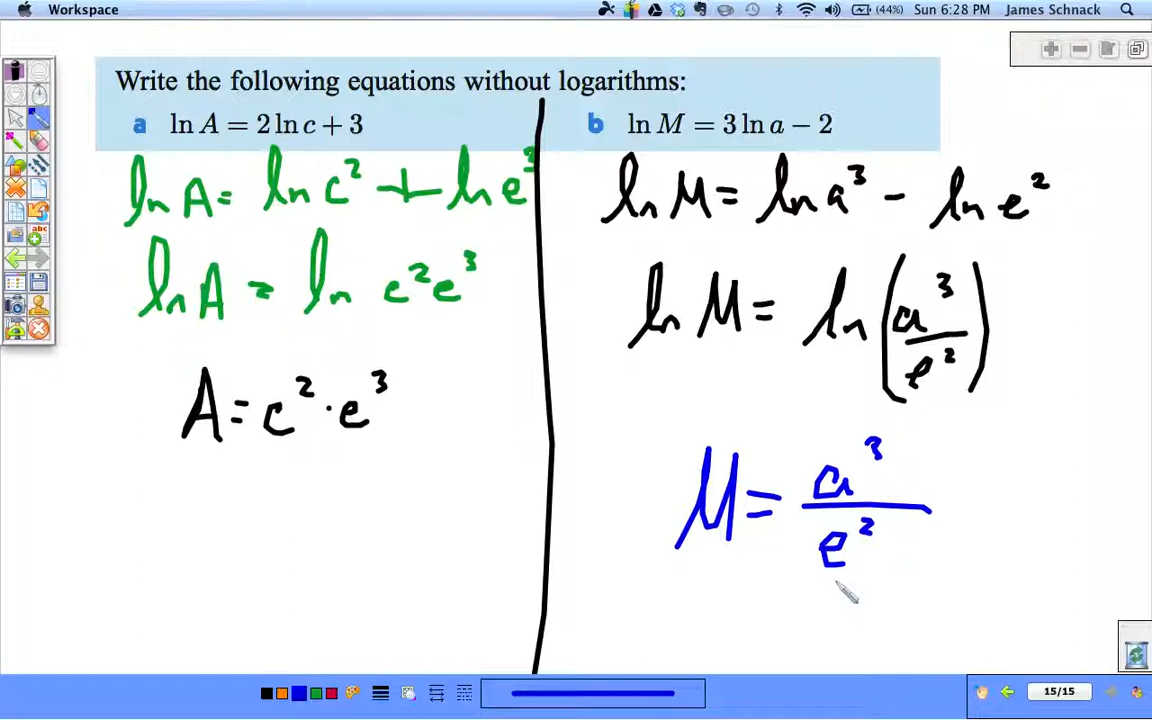 Workspace (44%) Sun 6:28 PM James Schnack
Write the following equations without logarithms:
a ln A = 2 ln c + 3
b ln M = 3 ln a − 2
ln A = ln c² + ln e³
ln A = ln c²e³
A = c² · e³
ln M = ln a³ − ln e²
ln M = ln (a³/e²)
M = a³/e²
abc
15/15